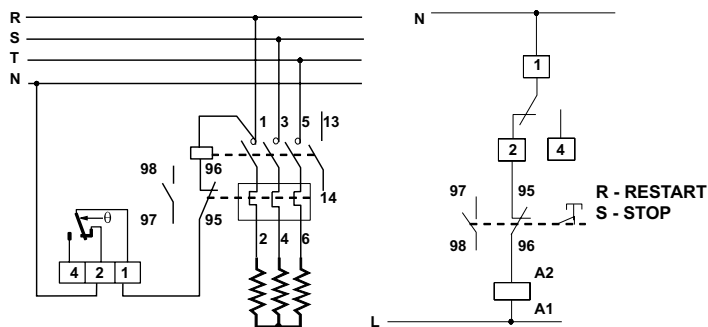 R
S
T
N
1 3 5 13
96
98
14
97
95
θ
2 4 6
4 2 1
N
1
2 4
97 95
R - RESTART
S - STOP
98 96
A2
A1
L